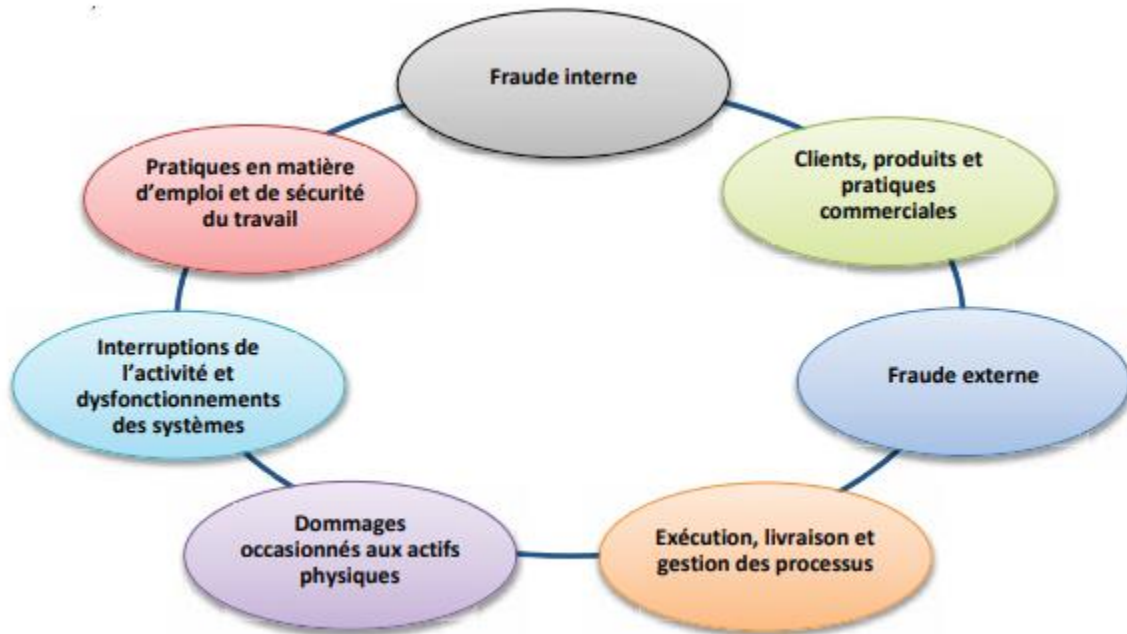 Fraude interne
Pratiques en matière
d'emploi et de sécurité
du travail
Clients, produits et
pratiques
commerciales
Interruptions de
l'activité et
dysfonctionnements
des systèmes
Fraude externe
Dommages
occasionnés aux actifs
physiques
Exécution, livraison et
gestion des processus